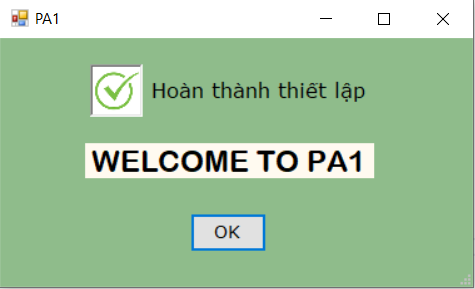 PA1
Hoàn thành thiết lập
WELCOME TO PA1
OK